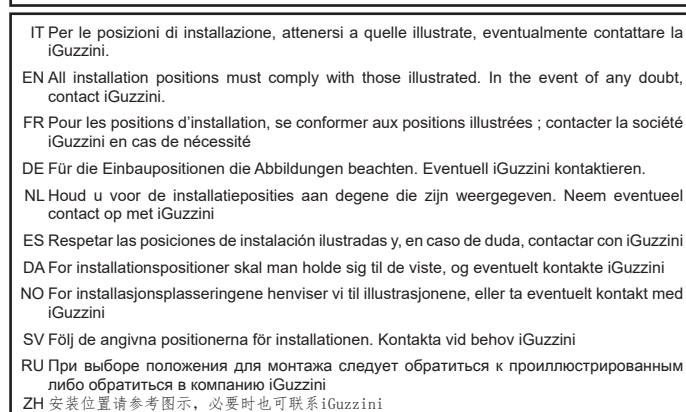 IT Per le posizioni di installazione, attenersi a quelle illustrate, eventualmente contattare la
iGuzzini.
EN All installation positions must comply with those illustrated. In the event of any doubt,
contact iGuzzini.
FR Pour les positions d'installation, se conformer aux positions illustrées ; contacter la société
iGuzzini en cas de nécessité
DE Für die Einbaupositionen die Abbildungen beachten. Eventuell iGuzzini kontaktieren.
NL Houd u voor de installatieposities aan degene die zijn weergegeven. Neem eventueel
contact op met iGuzzini
ES Respetar las posiciones de instalación ilustradas y, en caso de duda, contactar con iGuzzini
DA For installationspositioner skal man holde sig til de viste, og eventuelt kontakte iGuzzini
NO For installasjonsplasseringene henviser vi til illustrasjonene, eller ta eventuelt kontakt med
iGuzzini
SV Följ de angivna positionerna för installationen. Kontakta vid behov iGuzzini
RU При выборе положения для монтажа следует обратиться к проиллюстрированным
либо обратиться в компанию iGuzzini
ZH 安装位置请参考图示，必要时也可联系iGuzzini